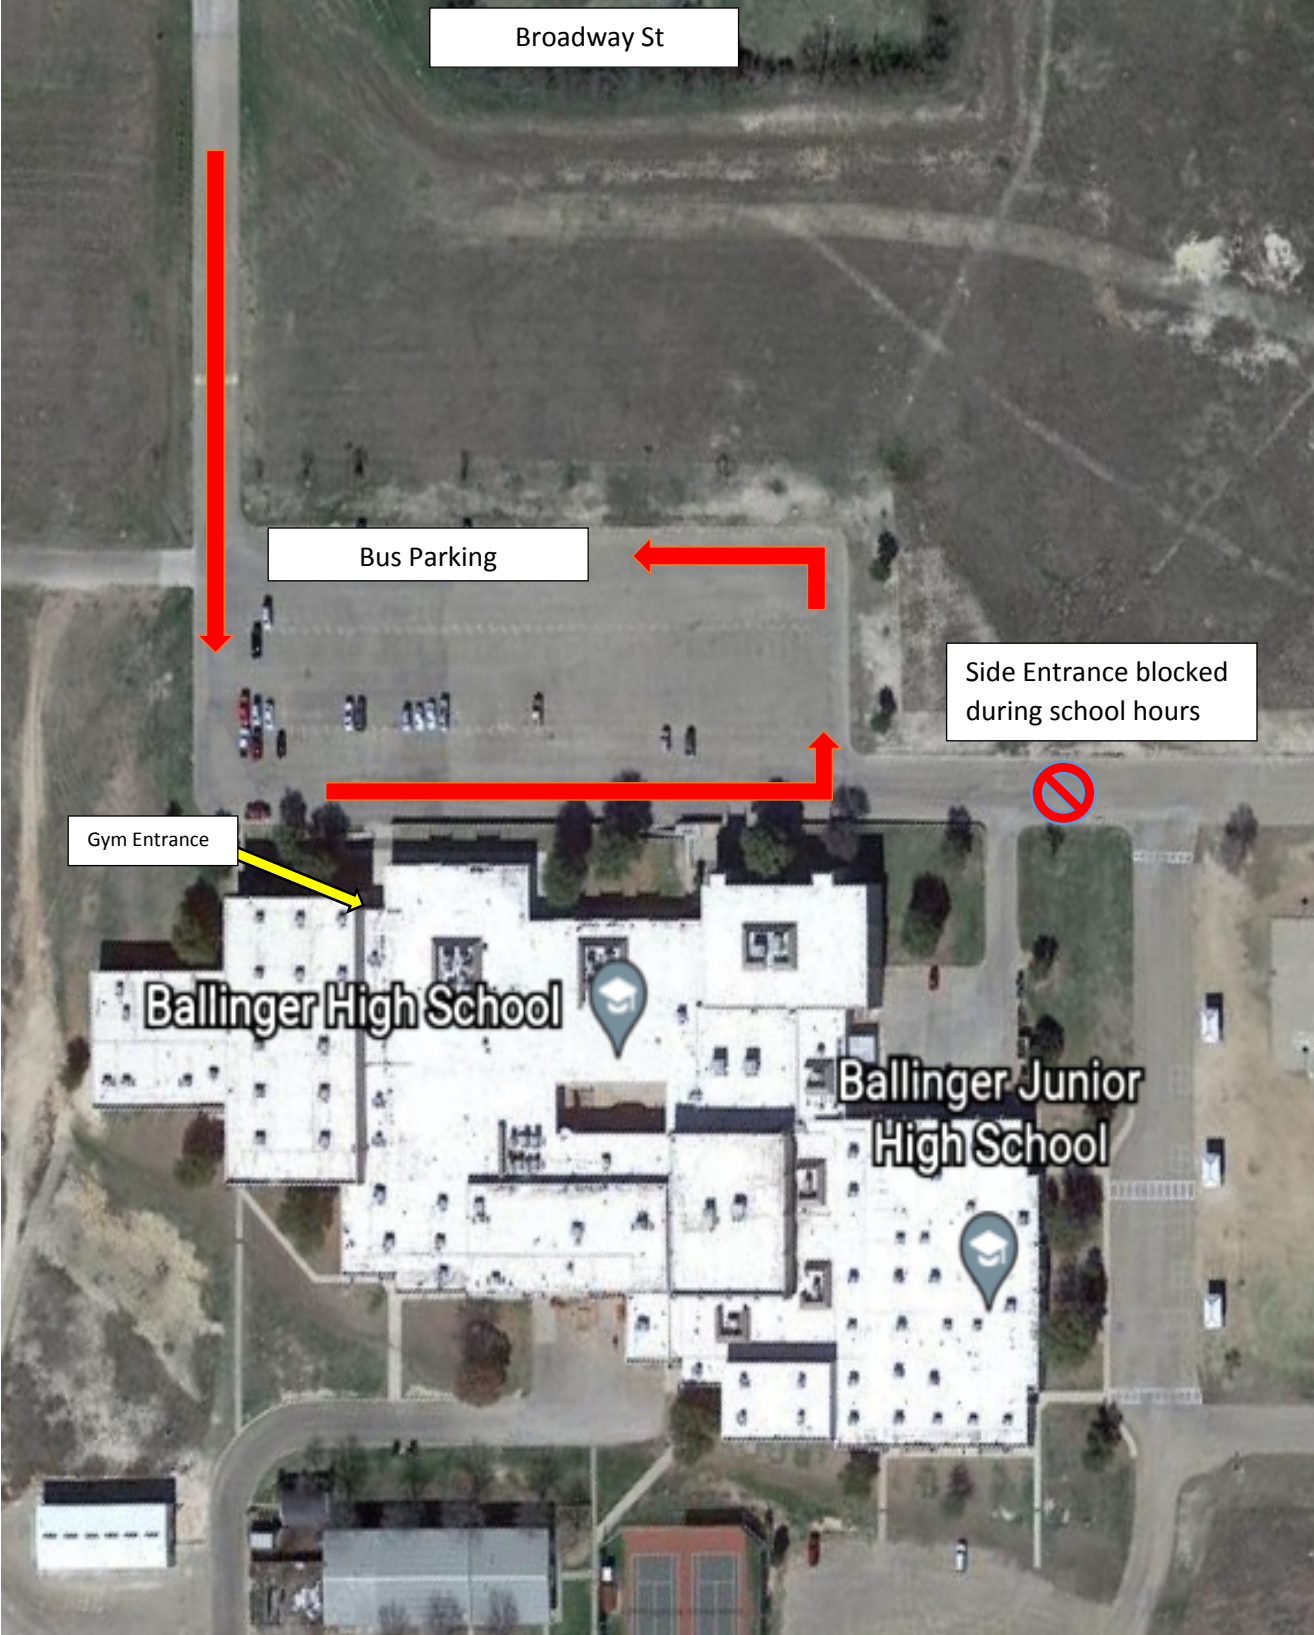 Broadway St
Bus Parking
Side Entrance blocked
during school hours
Gym Entrance
Ballinger High School
Ballinger Junior
High School